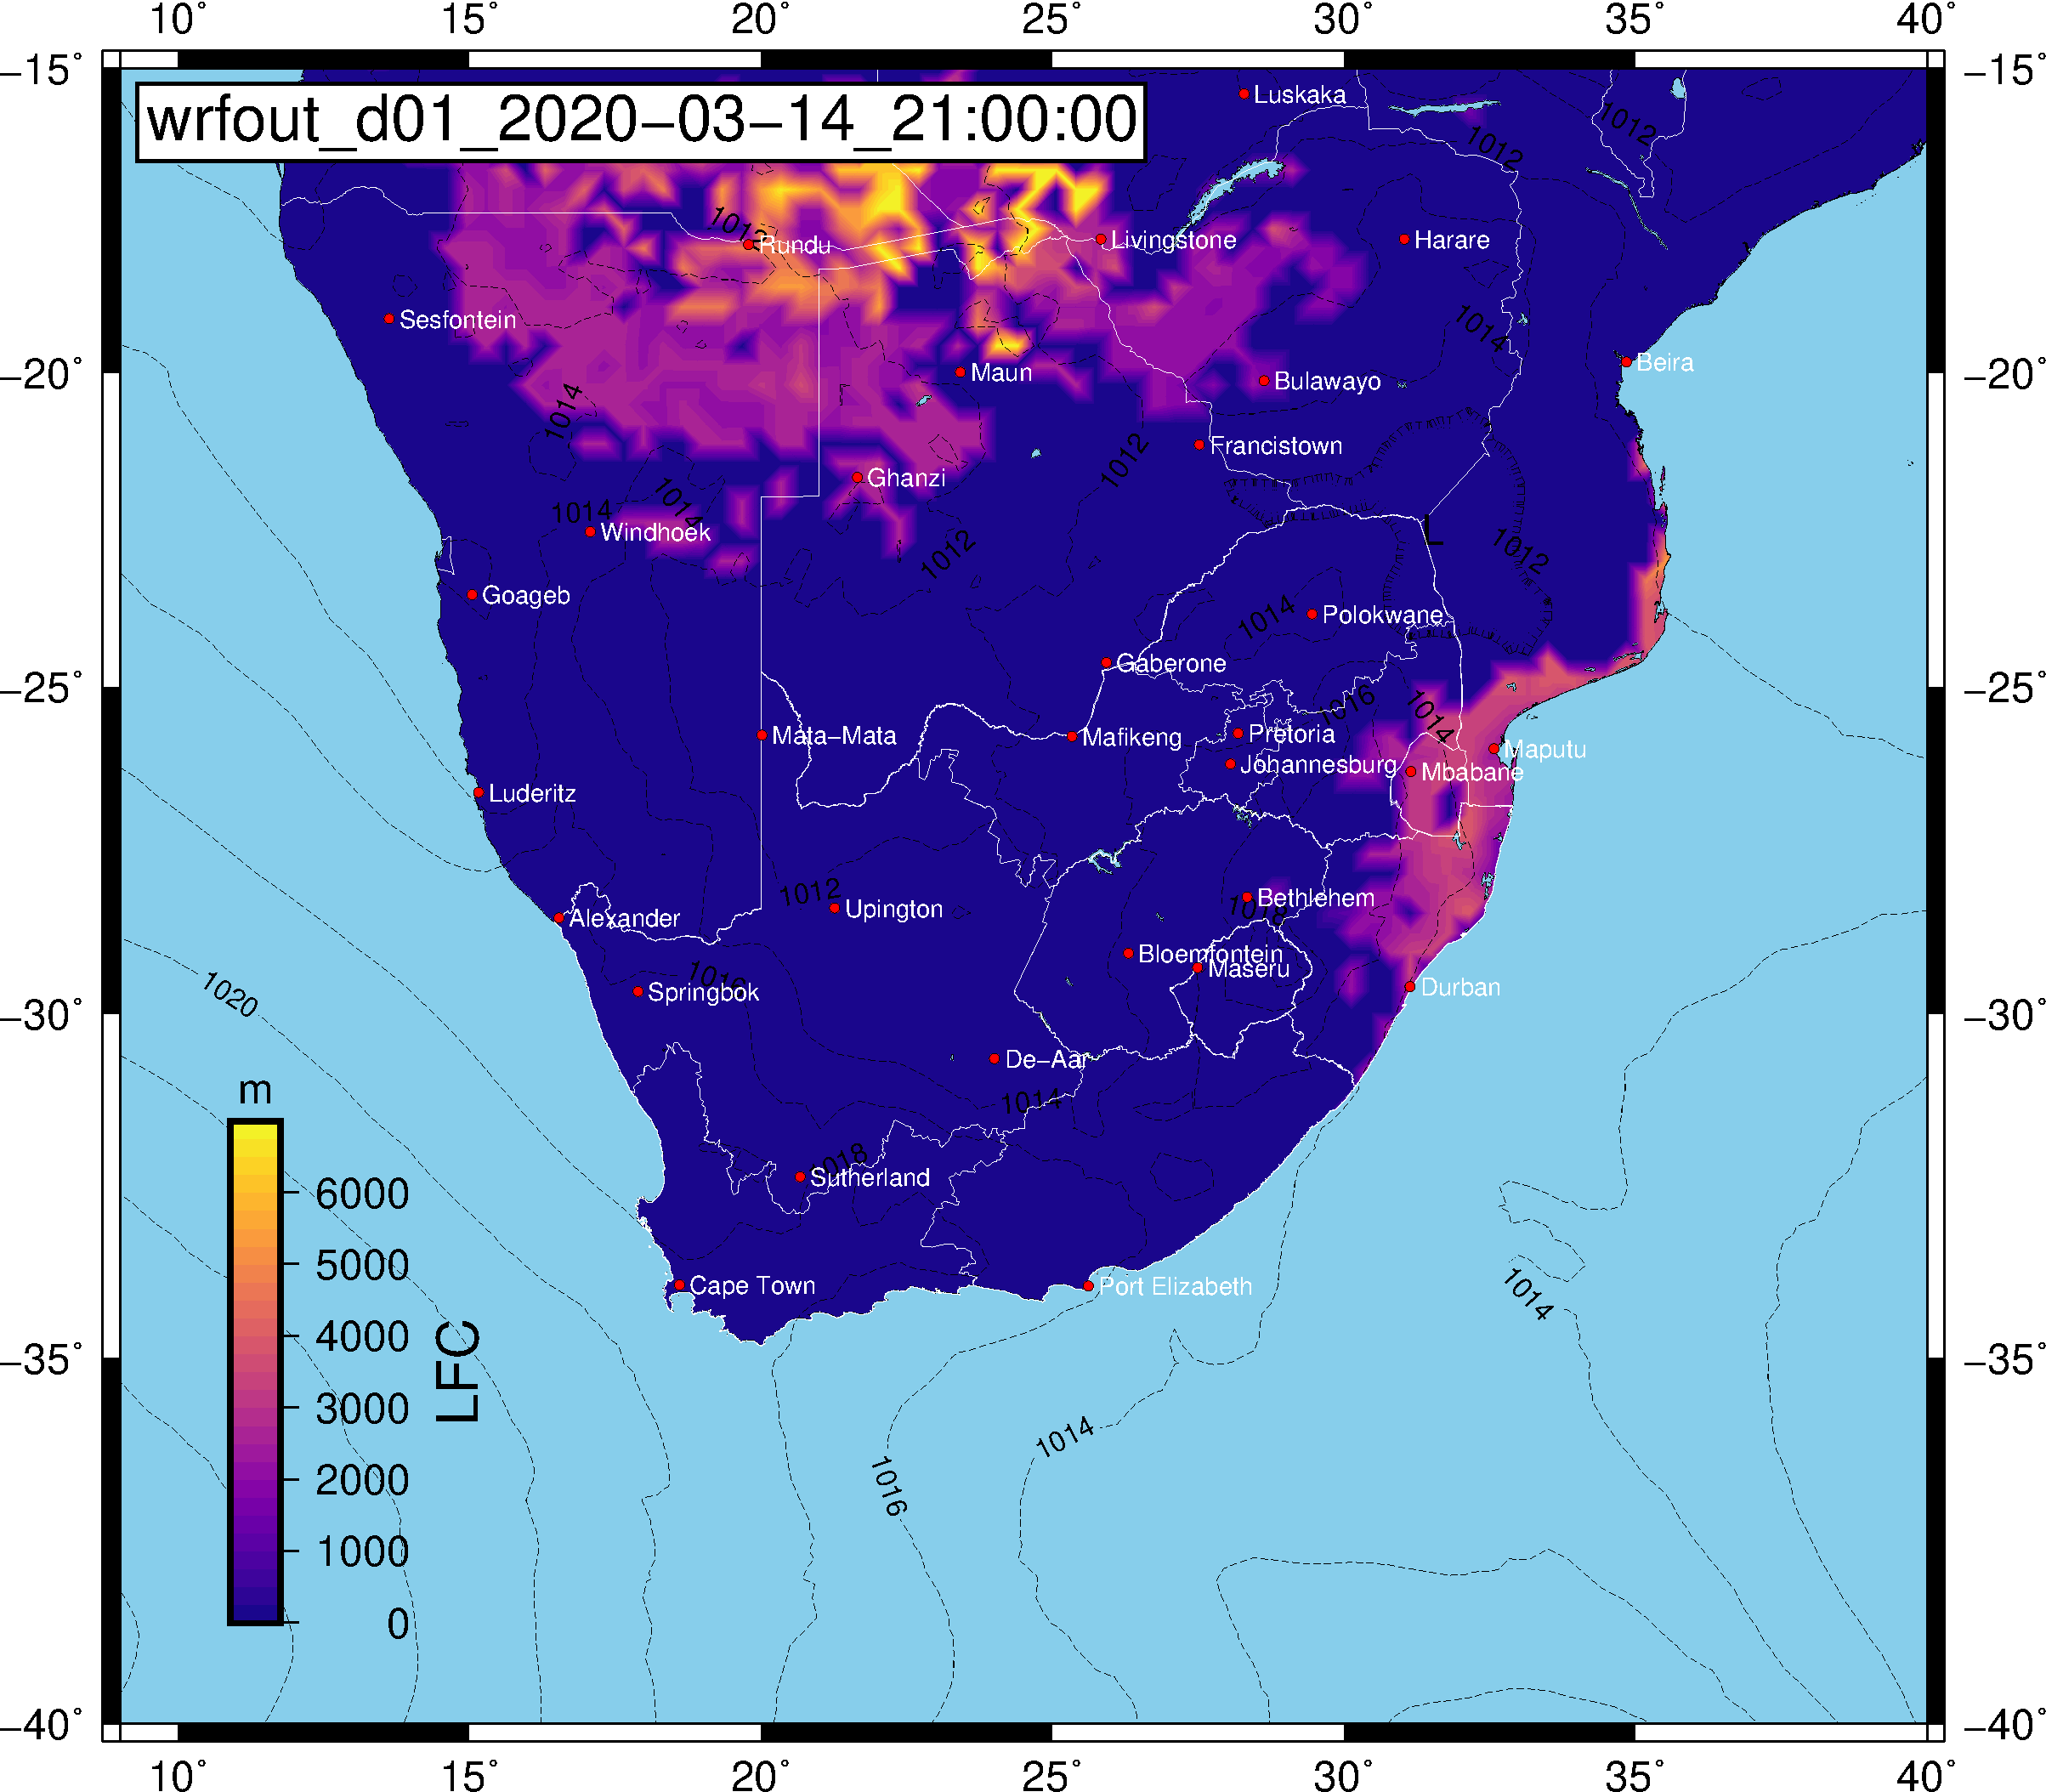 10° 15° 20° 25° 30° 35° 40°
−15° −15°
wrfout_d01_2020−03−14_21:00:00
Luskaka
1012
1012
1012
Rundu
Livingstone
Harare
Sesfontein
1014
−20° −20°
Maun
Bulawayo
Beira
1014
Francistown
1012
Ghanzi
1014
1014
Windhoek
L
1012
1012
Goageb
1014
Polokwane
Gaberone
−25° −25°
1016
1014
Mata−Mata
Mafikeng
Pretoria
Maputu
Johannesburg
Mbabane
Luderitz
1012
Upington
Bethlehem
1018
Alexander
Bloemfontein
Maseru
1016
Springbok
Durban
1020
−30° −30°
De−Aar
m
1014
1018
Sutherland
6000
5000
4000
3000
2000
1000
0
LFC
Cape Town
Port Elizabeth
1014
−35° −35°
1014
1016
−40° −40°
10° 15° 20° 25° 30° 35° 40°